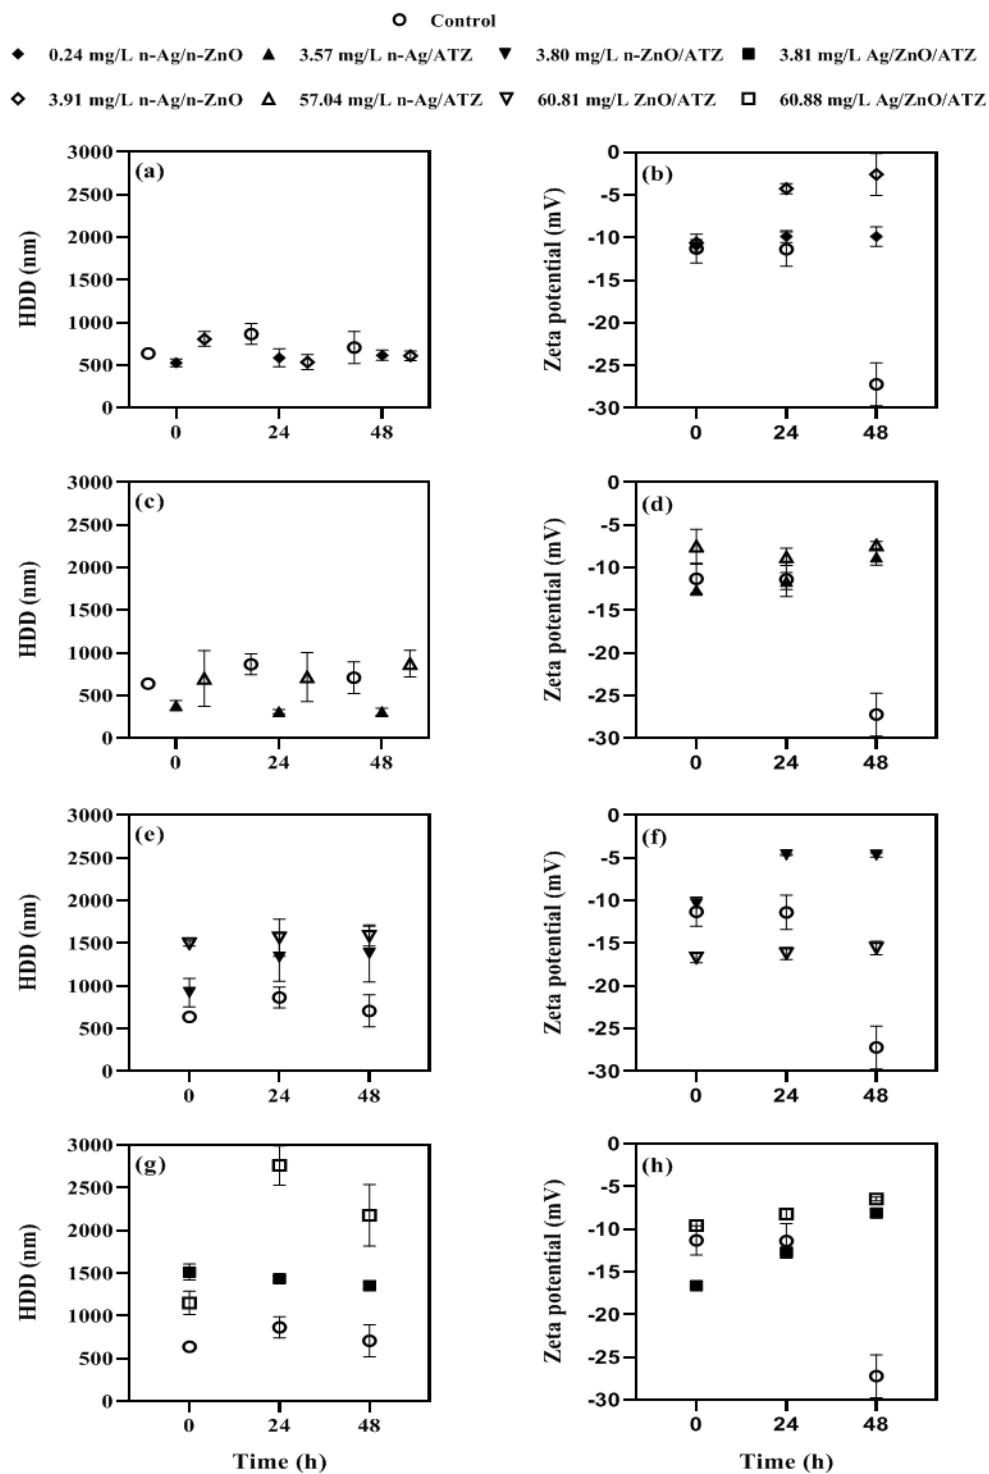 Control
0.24 mg/L n-Ag/n-ZnO 3.57 mg/L n-Ag/ATZ 3.80 mg/L n-ZnO/ATZ 3.81 mg/L Ag/ZnO/ATZ
3.91 mg/L n-Ag/n-ZnO 57.04 mg/L n-Ag/ATZ 60.81 mg/L ZnO/ATZ 60.88 mg/L Ag/ZnO/ATZ
(a)
HDD (nm)
3000
2500
2000
1500
1000
500
0
0 24 48
(b)
Zeta potential (mV)
0
-5
-10
-15
-20
-25
-30
0 24 48
(c)
HDD (nm)
3000
2500
2000
1500
1000
500
0
0 24 48
(d)
Zeta potential (mV)
0
-5
-10
-15
-20
-25
-30
0 24 48
(e)
HDD (nm)
3000
2500
2000
1500
1000
500
0
0 24 48
(f)
Zeta potential (mV)
0
-5
-10
-15
-20
-25
-30
0 24 48
(g)
HDD (nm)
3000
2500
2000
1500
1000
500
0
0 24 48
Time (h)
(h)
Zeta potential (mV)
0
-5
-10
-15
-20
-25
-30
0 24 48
Time (h)